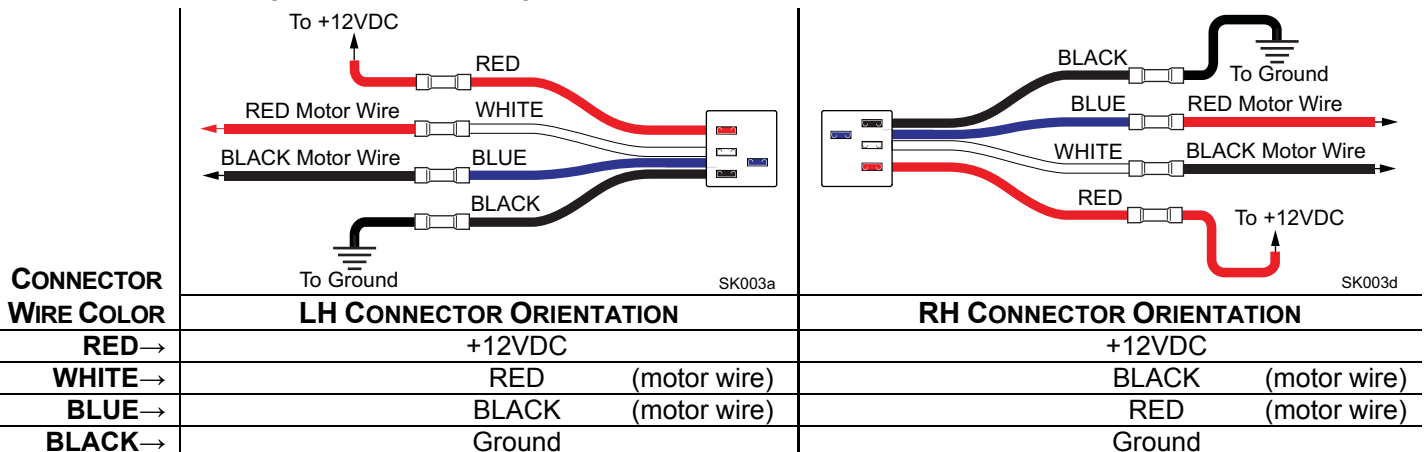 To +12VDC
RED
RED Motor Wire
WHITE
BLACK Motor Wire
BLUE
BLACK
To Ground
SK003a
BLACK
To Ground
BLUE
RED Motor Wire
WHITE
BLACK Motor Wire
RED
To +12VDC
SK003d
CONNECTOR
WIRE COLOR
LH CONNECTOR ORIENTATION
RH CONNECTOR ORIENTATION
RED→ +12VDC +12VDC
WHITE→ RED (motor wire) BLACK (motor wire)
BLUE→ BLACK (motor wire) RED (motor wire)
BLACK→ Ground Ground